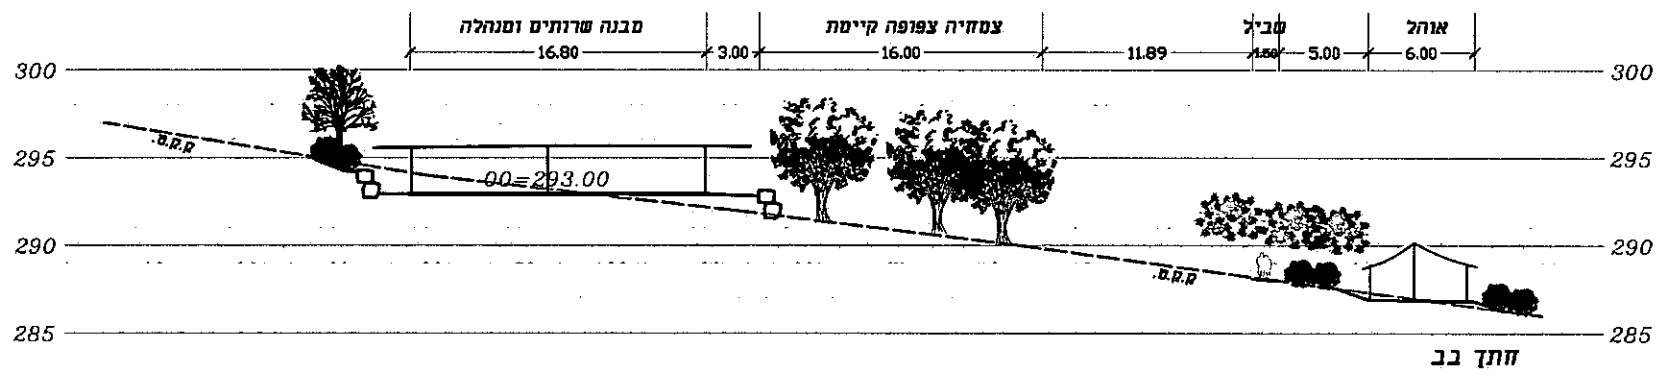 מבנה שרותים ומנהלה צמחיה צפופה קיימת שביל אוהל
16.80 3.00 16.00 11.89 1.50 5.00 6.00
300 300
ק.ק.מ.
295 295
00=293.00
290 290
ק.ק.מ.
285 285
חתך בב